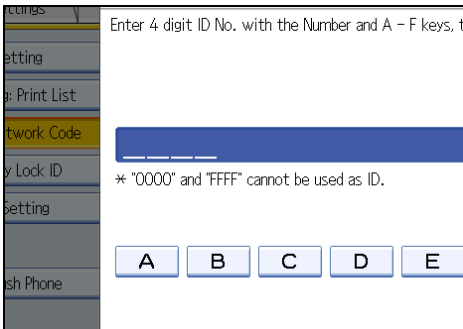 ettings
Enter 4 digit ID No. with the Number and A – F keys, t
etting
g: Print List
twork Code
y Lock ID
✳ "0000" and "FFFF" cannot be used as ID.
Setting
A B C D E
ush Phone